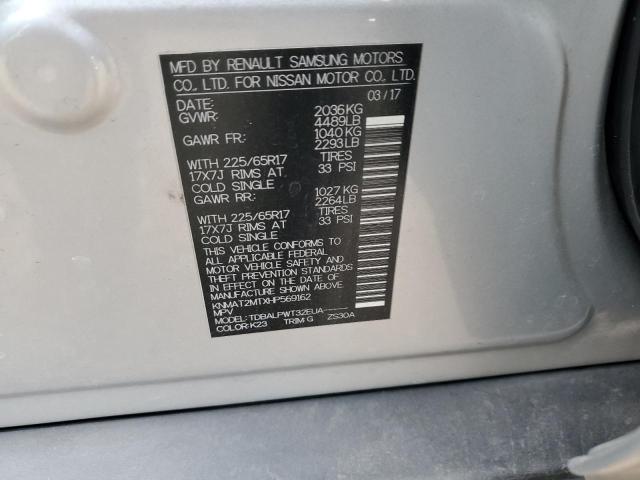 MFD BY RENAULT SAMSUNG MOTORS
CO., LTD. FOR NISSAN MOTOR CO., LTD.
DATE: 03/17
GVWR: 2036KG
4489LB
GAWR FR: 1040KG
2293LB
WITH 225/65R17 TIRES
17X7J RIMS AT 33 PSI
COLD SINGLE
GAWR RR: 1027KG
2264LB
WITH 225/65R17 TIRES
17X7J RIMS AT 33 PSI
COLD SINGLE
THIS VEHICLE CONFORMS TO
ALL APPLICABLE FEDERAL
MOTOR VEHICLE SAFETY AND
THEFT PREVENTION STANDARDS
IN EFFECT ON THE DATE OF
MANUFACTURE SHOWN ABOVE.
KNMAT2MTXHP569162
MPV
MODEL: TDBALPWT32EUA-----
COLOR: K23 TRIM: G ZS30A